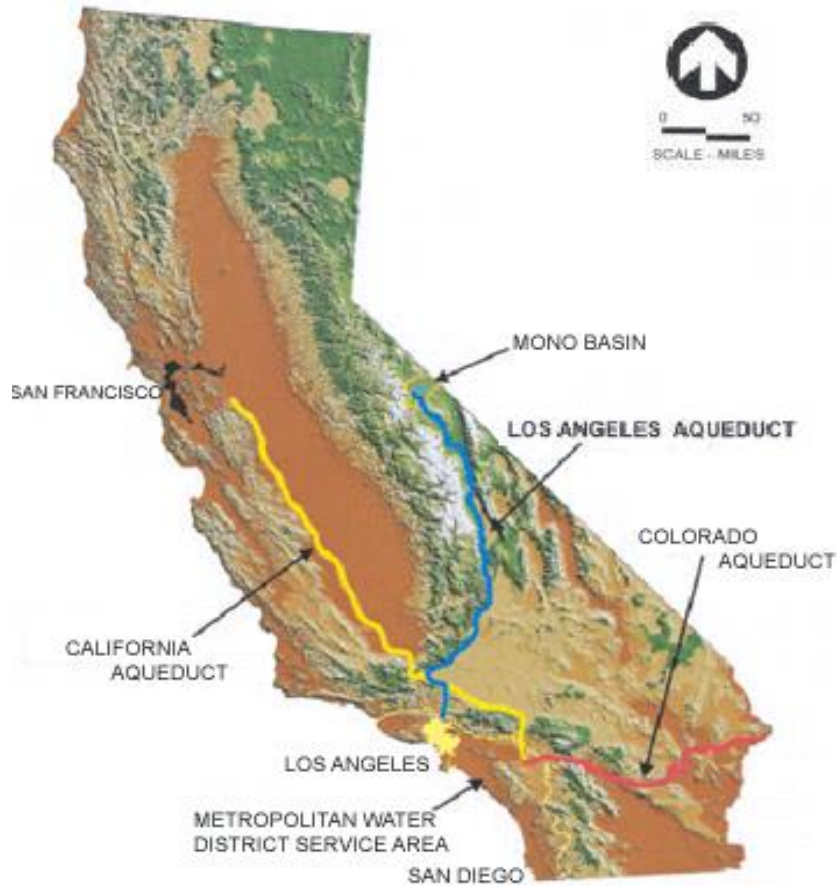 0 50
SCALE - MILES
MONO BASIN
SAN FRANCISCO
LOS ANGELES AQUEDUCT
COLORADO
AQUEDUCT
CALIFORNIA
AQUEDUCT
LOS ANGELES
METROPOLITAN WATER
DISTRICT SERVICE AREA
SAN DIEGO